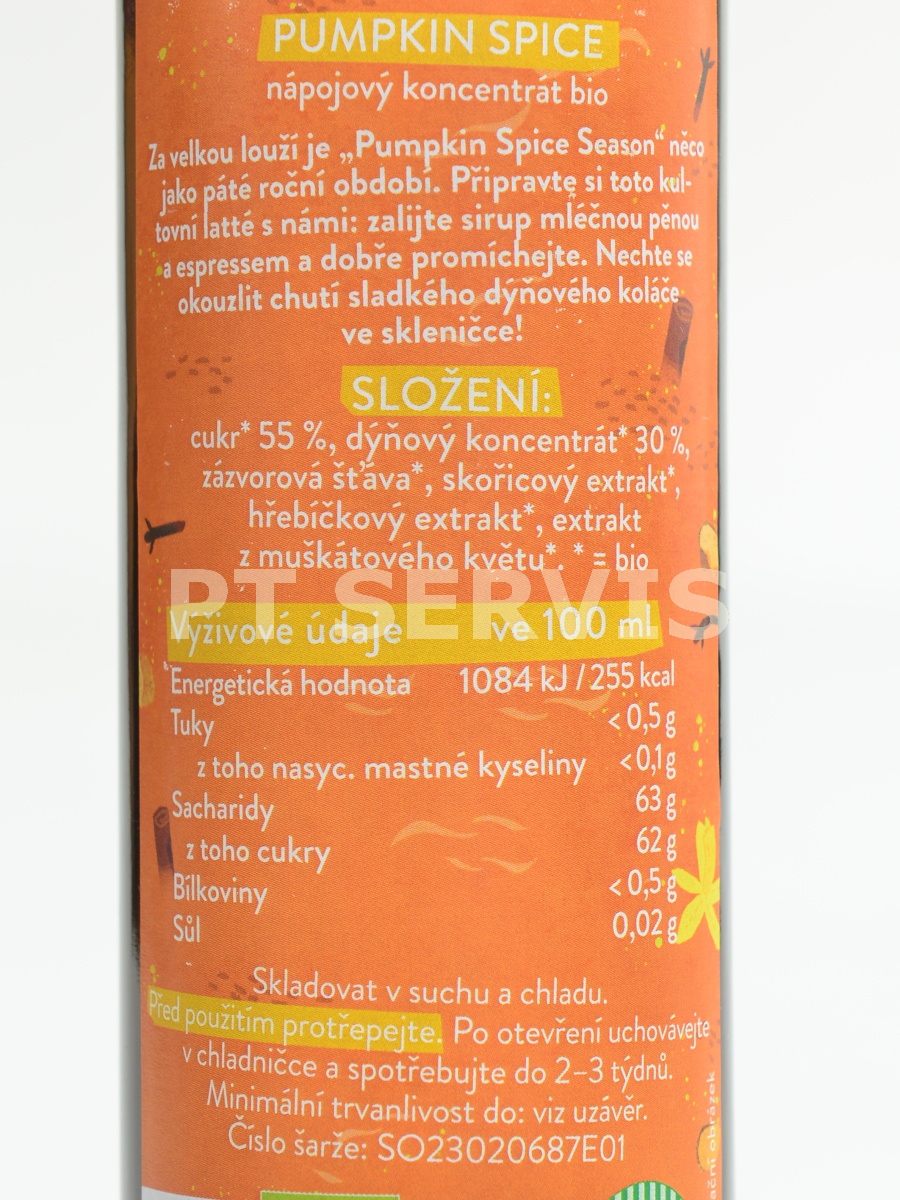 PUMPKIN SPICE
nápojový koncentrát bio
Za velkou louží je „Pumpkin Spice Season“ něco
jako páté roční období. Připravte si toto kul-
tovní latté s námi: zalijte sirup mléčnou pěnou
a espressem a dobře promíchejte. Nechte se
okouzlit chutí sladkého dýňového koláče
ve skleničce!
SLOŽENÍ:
cukr* 55 %, dýňový koncentrát* 30 %,
zázvorová šťáva*, skořicový extrakt*,
hřebíčkový extrakt*, extrakt
z muškátového květu*. * = bio
PT SERVIS
Výživové údaje ve 100 ml
Energetická hodnota 1084 kJ / 255 kcal
Tuky < 0,5 g
z toho nasyc. mastné kyseliny < 0,1 g
Sacharidy 63 g
z toho cukry 62 g
Bílkoviny < 0,5 g
Sůl 0,02 g
Skladovat v suchu a chladu.
Před použitím protřepejte. Po otevření uchovávejte
v chladničce a spotřebujte do 2–3 týdnů.
Minimální trvanlivost do: viz uzávěr.
Číslo šarže: SO23020687E01
obrázek